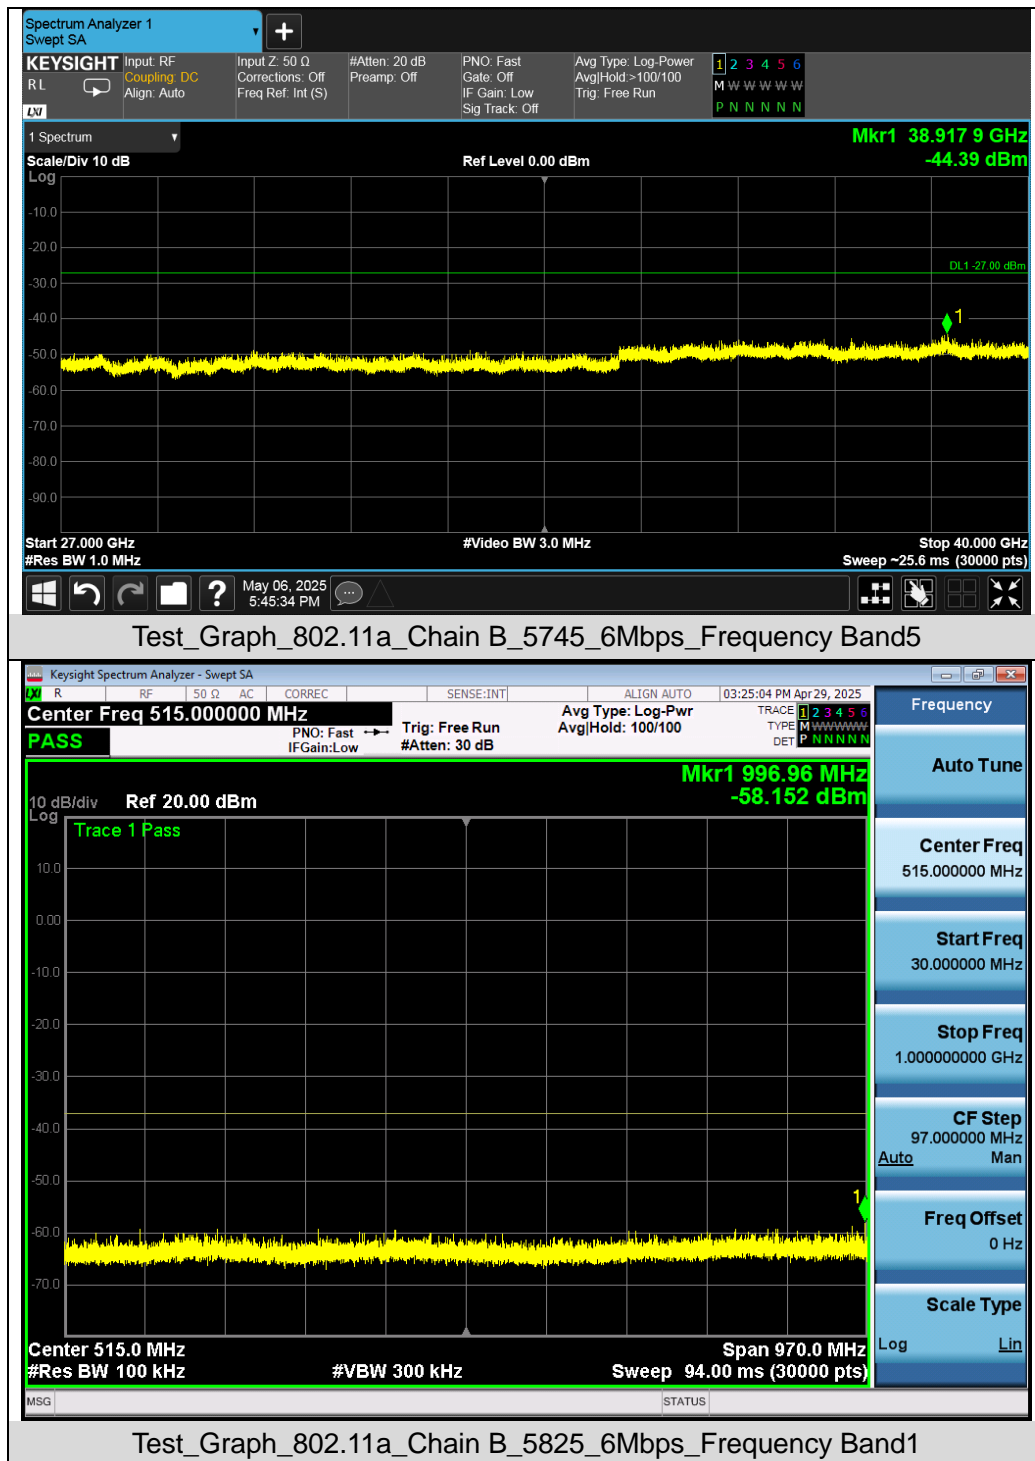 Spectrum Analyzer 1
Swept SA
KEYSIGHT
RL
LXI
Input: RF
Coupling: DC
Align: Auto
Input Z: 50 Ω
Corrections: Off
Freq Ref: Int (S)
#Atten: 20 dB
Preamp: Off
PNO: Fast
Gate: Off
IF Gain: Low
Sig Track: Off
Avg Type: Log-Power
Avg|Hold:>100/100
Trig: Free Run
1 2 3 4 5 6
M W W W W W
P N N N N N
1 Spectrum
Mkr1 38.917 9 GHz
Scale/Div 10 dB
Ref Level 0.00 dBm
-44.39 dBm
Log
-10.0
-20.0
DL1 -27.00 dBm
-30.0
-40.0
1
-50.0
-60.0
-70.0
-80.0
-90.0
Start 27.000 GHz
#Video BW 3.0 MHz
Stop 40.000 GHz
#Res BW 1.0 MHz
Sweep ~25.6 ms (30000 pts)
?
May 06, 2025
5:45:34 PM
Test_Graph_802.11a_Chain B_5745_6Mbps_Frequency Band5
Keysight Spectrum Analyzer - Swept SA
LXI R RF 50 Ω AC CORREC SENSE:INT ALIGN AUTO 03:25:04 PM Apr 29, 2025
Center Freq 515.000000 MHz
PASS
PNO: Fast
IFGain:Low
Trig: Free Run
#Atten: 30 dB
Avg Type: Log-Pwr
Avg|Hold: 100/100
TRACE 1 2 3 4 5 6
TYPE M W W W W W
DET P N N N N N
Mkr1 996.96 MHz
-58.152 dBm
10 dB/div Ref 20.00 dBm
Log
Trace 1 Pass
10.0
0.00
-10.0
-20.0
-30.0
-40.0
-50.0
1
-60.0
-70.0
Center 515.0 MHz
Span 970.0 MHz
#Res BW 100 kHz
#VBW 300 kHz
Sweep 94.00 ms (30000 pts)
MSG
STATUS
Frequency
Auto Tune
Center Freq
515.000000 MHz
Start Freq
30.000000 MHz
Stop Freq
1.000000000 GHz
CF Step
97.000000 MHz
Auto Man
Freq Offset
0 Hz
Scale Type
Log Lin
Test_Graph_802.11a_Chain B_5825_6Mbps_Frequency Band1